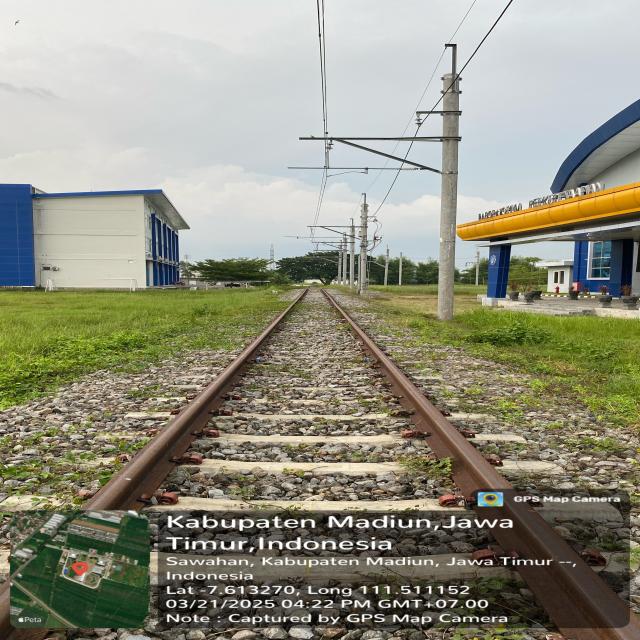 GPS Map Camera
Kabupaten Madiun,Jawa
Timur,Indonesia
Sawahan, Kabupaten Madiun, Jawa Timur --,
Indonesia
Lat -7.613270, Long 111.511152
03/21/2025 04:22 PM GMT+07.00
Note : Captured by GPS Map Camera
Peta